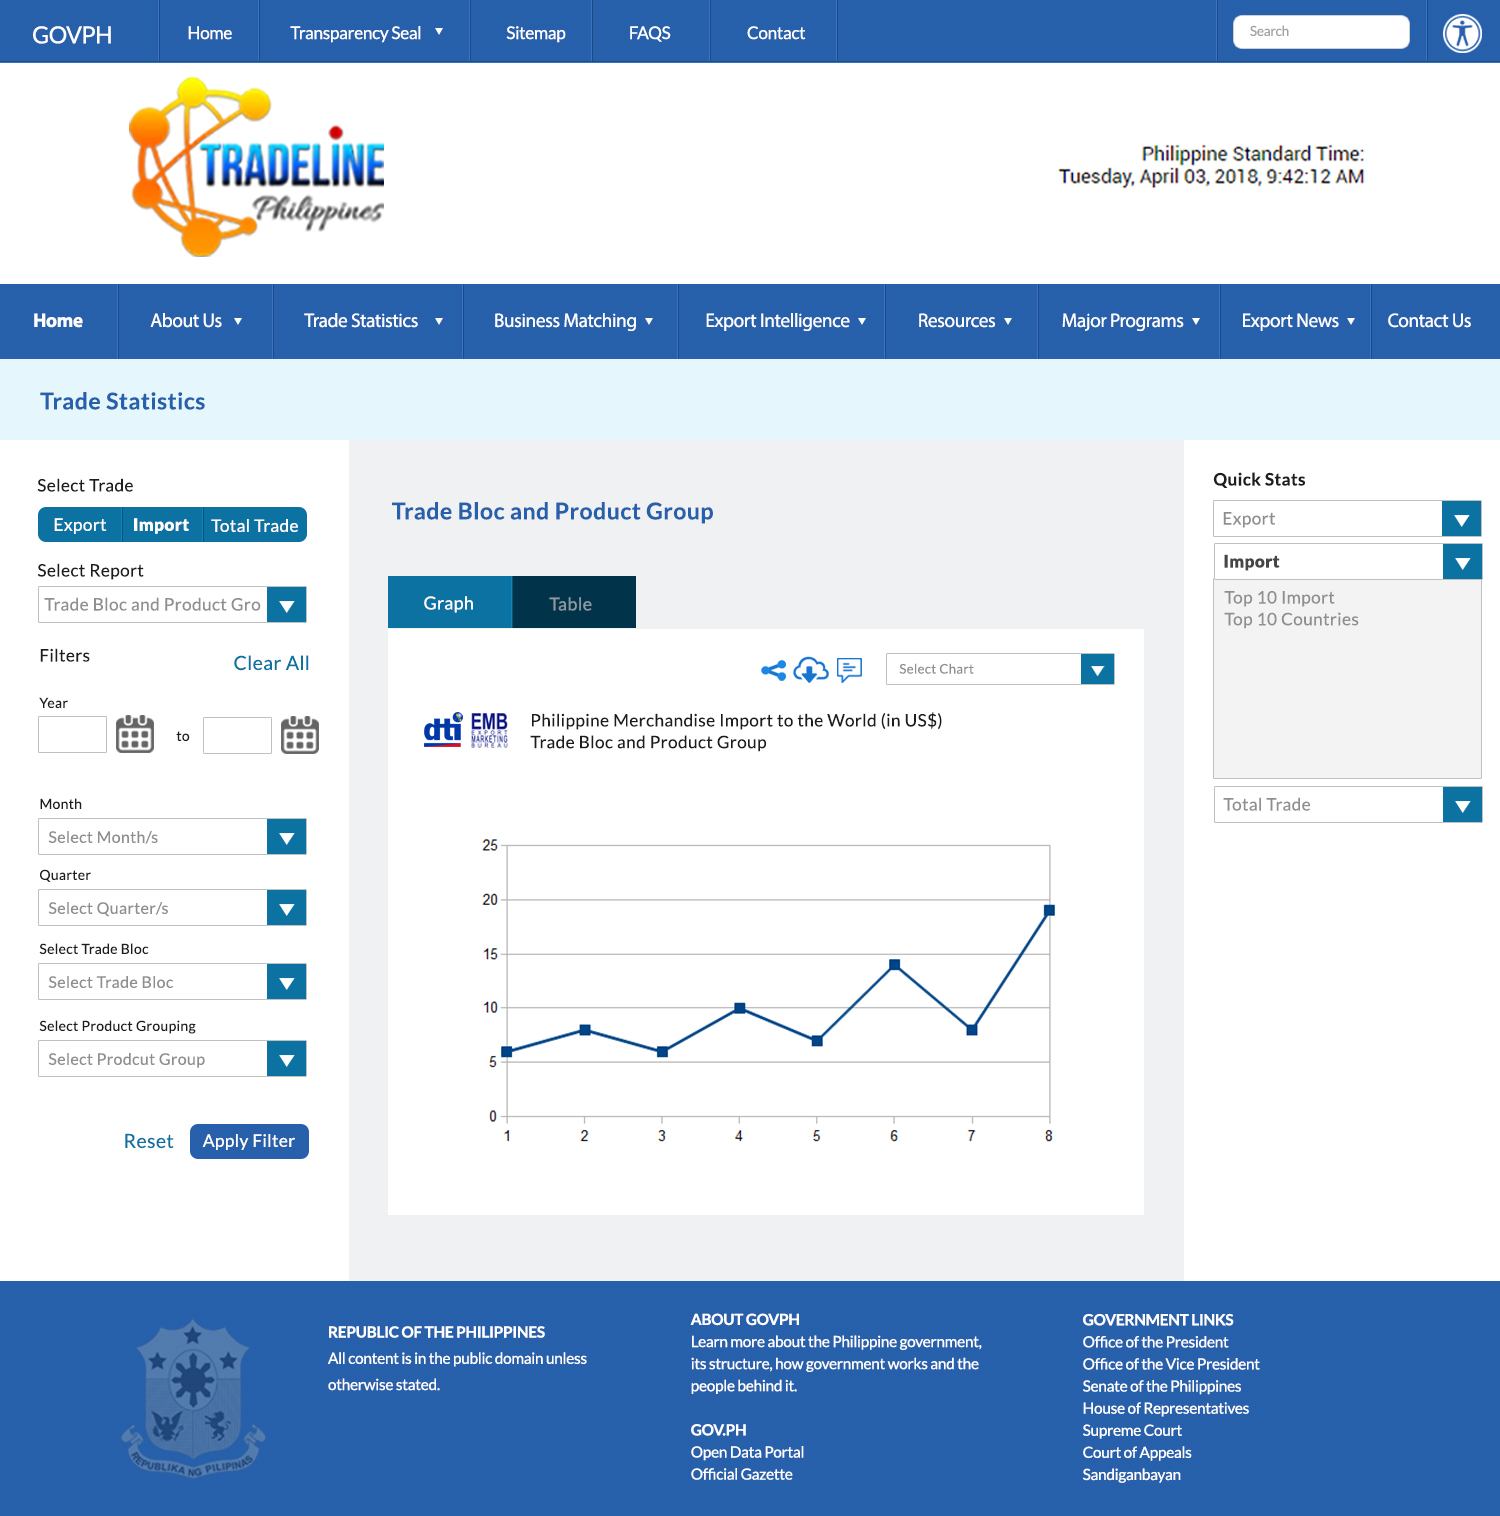 GOVPH
Home
Transparency Seal
Sitemap
FAQS
Contact
Search
TRADELINE
Philippines
Philippine Standard Time:
Tuesday, April 03, 2018, 9:42:12 AM
Home
About Us
Trade Statistics
Business Matching
Export Intelligence
Resources
Major Programs
Export News
Contact Us
Trade Statistics
Select Trade
Export
Import
Total Trade
Select Report
Trade Bloc and Product Gro
Filters
Clear All
Year
to
Month
Select Month/s
Quarter
Select Quarter/s
Select Trade Bloc
Select Trade Bloc
Select Product Grouping
Select Prodcut Group
Reset
Apply Filter
Trade Bloc and Product Group
Graph
Table
Select Chart
dti
EMB
EXPORT
MARKETING
BUREAU
Philippine Merchandise Import to the World (in US$)
Trade Bloc and Product Group
25
20
15
10
5
0
1 2 3 4 5 6 7 8
Quick Stats
Export
Import
Top 10 Import
Top 10 Countries
Total Trade
REPUBLIKA NG PILIPINAS
REPUBLIC OF THE PHILIPPINES
All content is in the public domain unless
otherwise stated.
ABOUT GOVPH
Learn more about the Philippine government,
its structure, how government works and the
people behind it.
GOV.PH
Open Data Portal
Official Gazette
GOVERNMENT LINKS
Office of the President
Office of the Vice President
Senate of the Philippines
House of Representatives
Supreme Court
Court of Appeals
Sandiganbayan